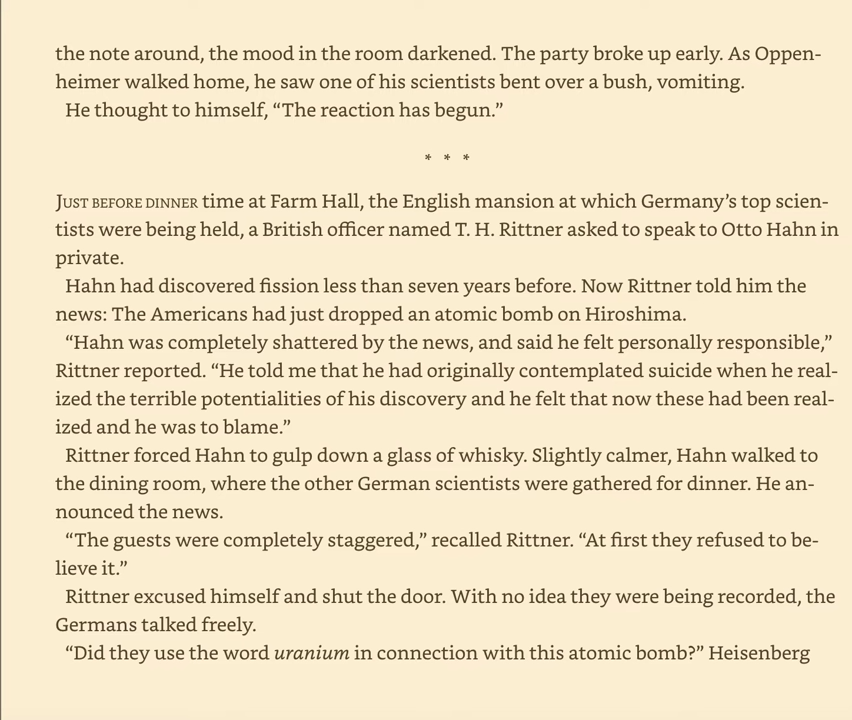 the note around, the mood in the room darkened. The party broke up early. As Oppen-
heimer walked home, he saw one of his scientists bent over a bush, vomiting.
He thought to himself, “The reaction has begun.”
* * *
JUST BEFORE DINNER time at Farm Hall, the English mansion at which Germany’s top scien-
tists were being held, a British officer named T. H. Rittner asked to speak to Otto Hahn in
private.
Hahn had discovered fission less than seven years before. Now Rittner told him the
news: The Americans had just dropped an atomic bomb on Hiroshima.
“Hahn was completely shattered by the news, and said he felt personally responsible,”
Rittner reported. “He told me that he had originally contemplated suicide when he real-
ized the terrible potentialities of his discovery and he felt that now these had been real-
ized and he was to blame.”
Rittner forced Hahn to gulp down a glass of whisky. Slightly calmer, Hahn walked to
the dining room, where the other German scientists were gathered for dinner. He an-
nounced the news.
“The guests were completely staggered,” recalled Rittner. “At first they refused to be-
lieve it.”
Rittner excused himself and shut the door. With no idea they were being recorded, the
Germans talked freely.
“Did they use the word uranium in connection with this atomic bomb?” Heisenberg